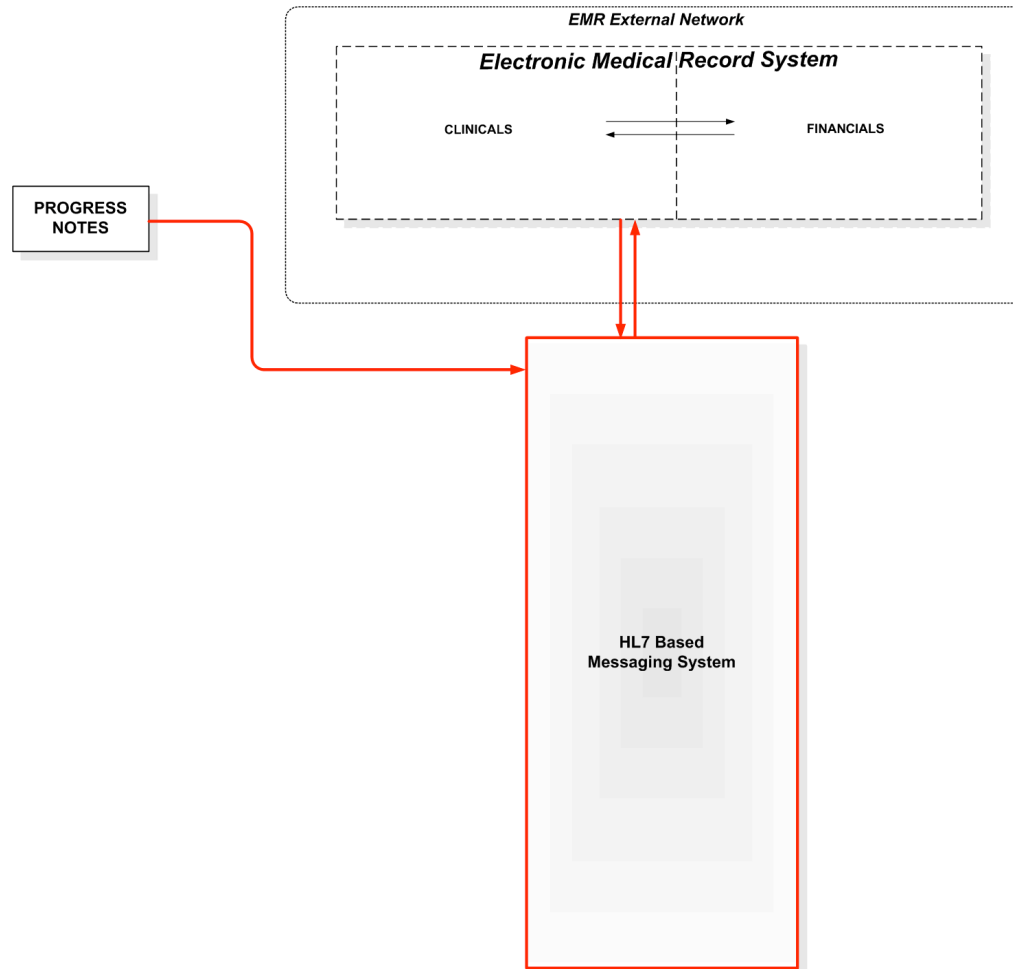 EMR External Network
Electronic Medical Record System
CLINICALS
FINANCIALS
PROGRESS
NOTES
HL7 Based
Messaging System